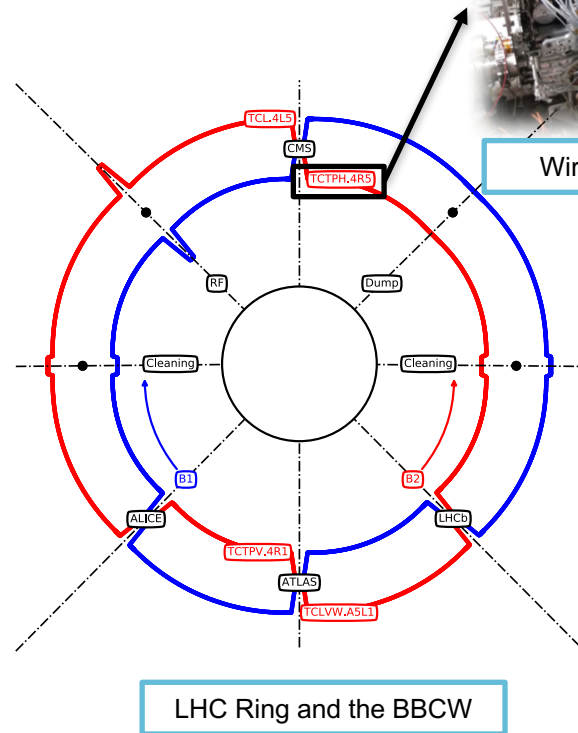 TCL.4L5
CMS
TCTPH.4R5
Wir
RF
Dump
Cleaning
Cleaning
B1
B2
ALICE
LHCb
TCTPV.4R1
ATLAS
TCLVW.A5L1
LHC Ring and the BBCW